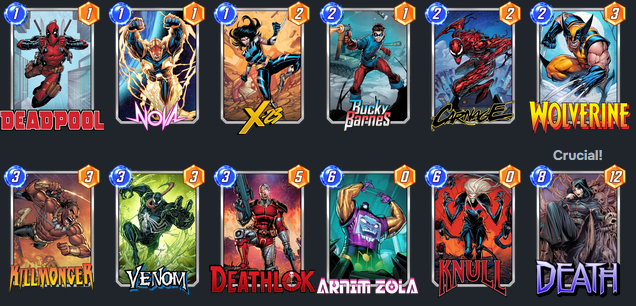 1 1 1 1 1 2 2 1 2 2 2 3
DEADPOOL NOVA X-23 Bucky Barnes CARNAGE WOLVERINE
Crucial!
3 3 3 3 3 5 6 0 6 0 8 12
KILLMONGER VENOM DEATHLOK ARNIM ZOLA KNULL DEATH